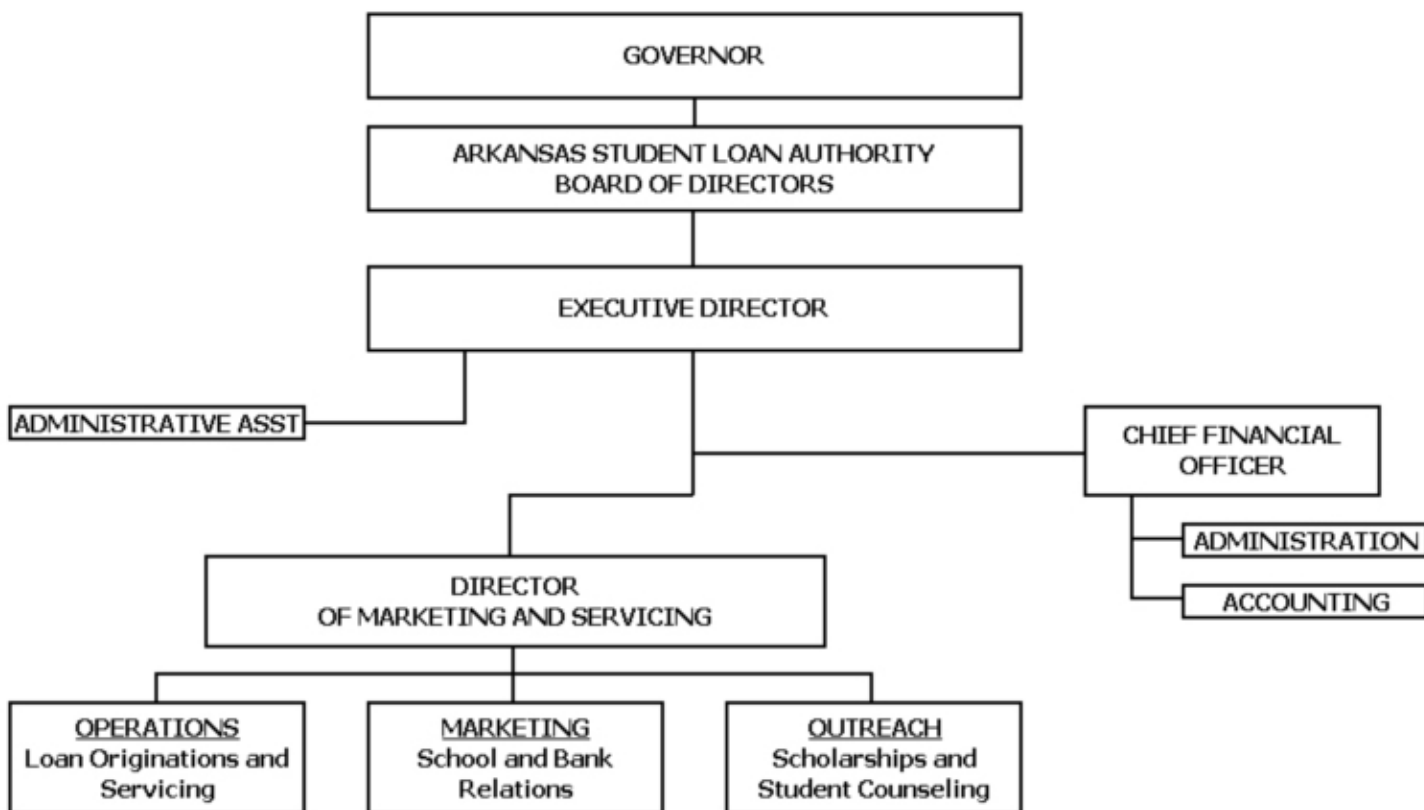 GOVERNOR
ARKANSAS STUDENT LOAN AUTHORITY
BOARD OF DIRECTORS
EXECUTIVE DIRECTOR
ADMINISTRATIVE ASST
CHIEF FINANCIAL
OFFICER
ADMINISTRATION
ACCOUNTING
DIRECTOR
OF MARKETING AND SERVICING
OPERATIONS
Loan Originations and
Servicing
MARKETING
School and Bank
Relations
OUTREACH
Scholarships and
Student Counseling